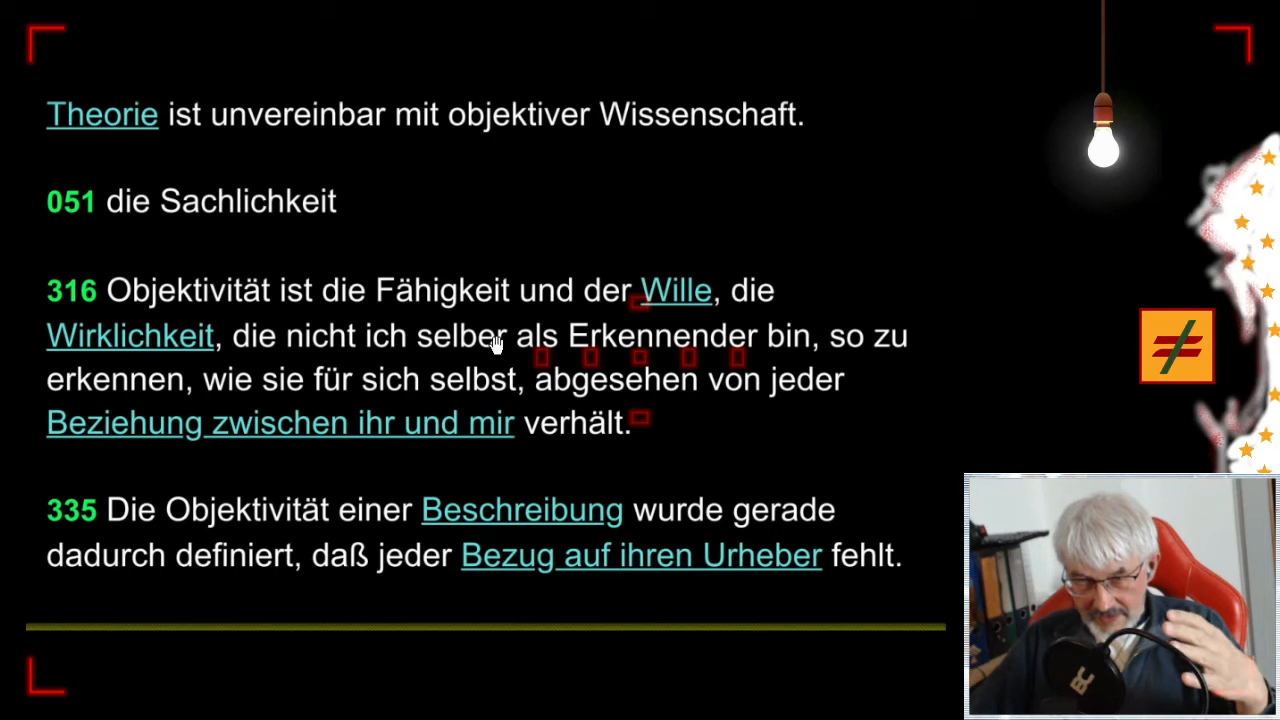 Theorie ist unvereinbar mit objektiver Wissenschaft.
051 die Sachlichkeit
316 Objektivität ist die Fähigkeit und der Wille, die
Wirklichkeit, die nicht ich selber als Erkennender bin, so zu
erkennen, wie sie für sich selbst, abgesehen von jeder
Beziehung zwischen ihr und mir verhält.
335 Die Objektivität einer Beschreibung wurde gerade
dadurch definiert, daß jeder Bezug auf ihren Urheber fehlt.
≠